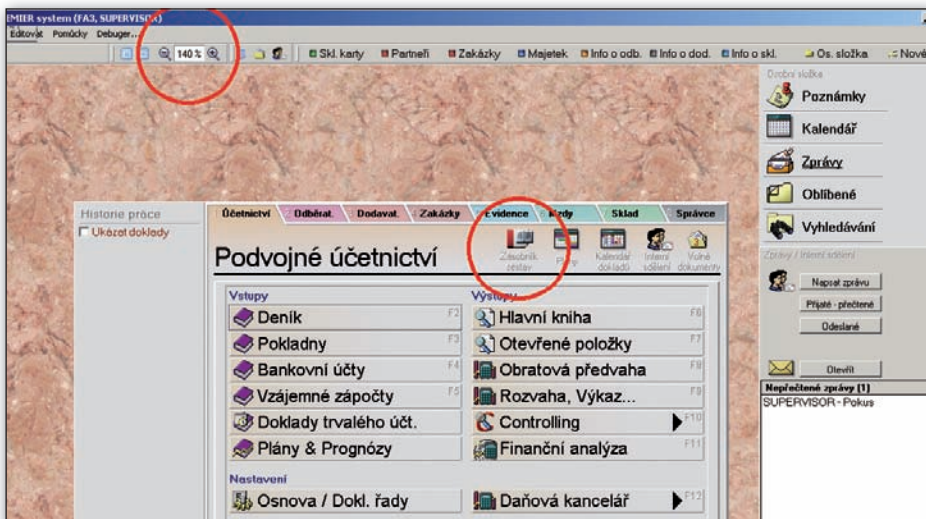 EMIER system (FA3, SUPERVISOR)
Editovat Pomůcky Debuger...
140 %
Skl. karty Partneři Zakázky Majetek Info o odb. Info o dod. Info o skl. Os. složka Nové
Osobní složka
Poznámky
Kalendář
Zprávy
Oblíbené
Vyhledávání
Historie práce
Ukázat doklady
Účetnictví Odběrat. Dodavat. Zakázky Evidence Mzdy Sklad Správce
Podvojné účetnictví
Zásobník sestav
Plány
Kalendář dokladů
Interní sdělení
Volné dokumenty
Zprávy / Interní sdělení
Napsat zprávu
Přijaté - přečtené
Odeslané
Otevřít
Nepřečtené zprávy (1)
SUPERVISOR - Pokus
Vstupy
Deník F2
Pokladny F3
Bankovní účty F4
Vzájemné zápočty F5
Doklady trvalého účt.
Plány & Prognózy
Nastavení
Osnova / Dokl. řady
Výstupy
Hlavní kniha F6
Otevřené položky F7
Obratová předvaha F8
Rozvaha, Výkaz... F9
Controlling F10
Finanční analýza F11
Daňová kancelář F12